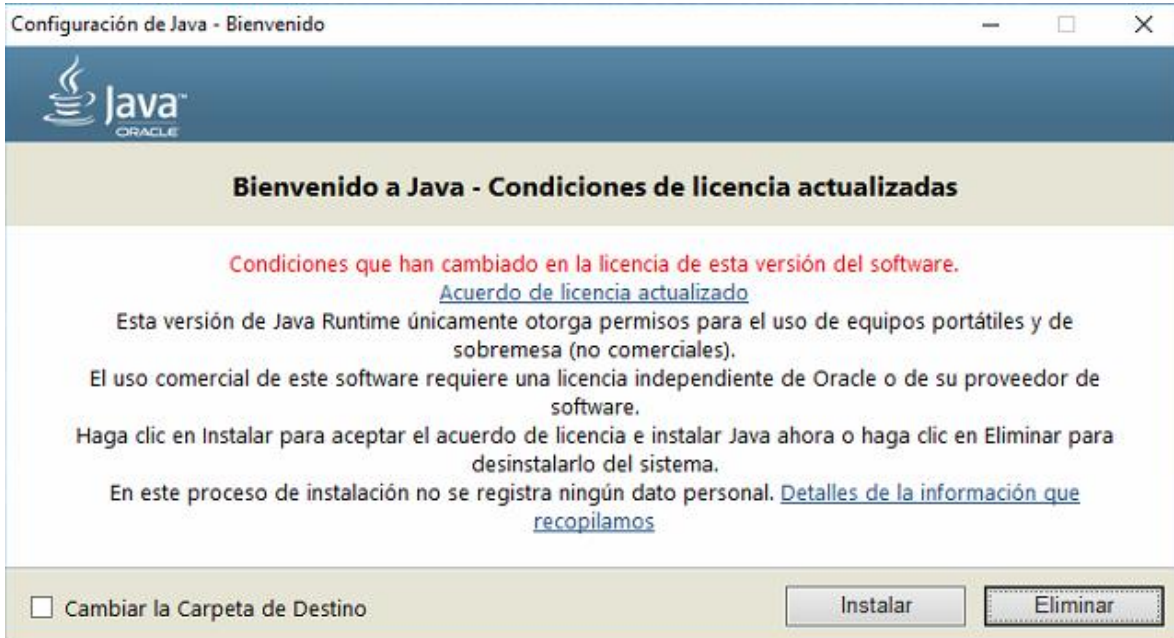 Configuración de Java - Bienvenido
Java™
ORACLE
Bienvenido a Java - Condiciones de licencia actualizadas
Condiciones que han cambiado en la licencia de esta versión del software.
Acuerdo de licencia actualizado
Esta versión de Java Runtime únicamente otorga permisos para el uso de equipos portátiles y de
sobremesa (no comerciales).
El uso comercial de este software requiere una licencia independiente de Oracle o de su proveedor de
software.
Haga clic en Instalar para aceptar el acuerdo de licencia e instalar Java ahora o haga clic en Eliminar para
desinstalarlo del sistema.
En este proceso de instalación no se registra ningún dato personal. Detalles de la información que
recopilamos
Cambiar la Carpeta de Destino
Instalar
Eliminar